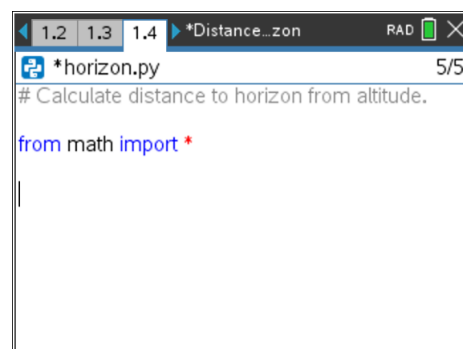 1.2 1.3 1.4 *Distance...zon RAD
*horizon.py 5/5
# Calculate distance to horizon from altitude.
from math import *